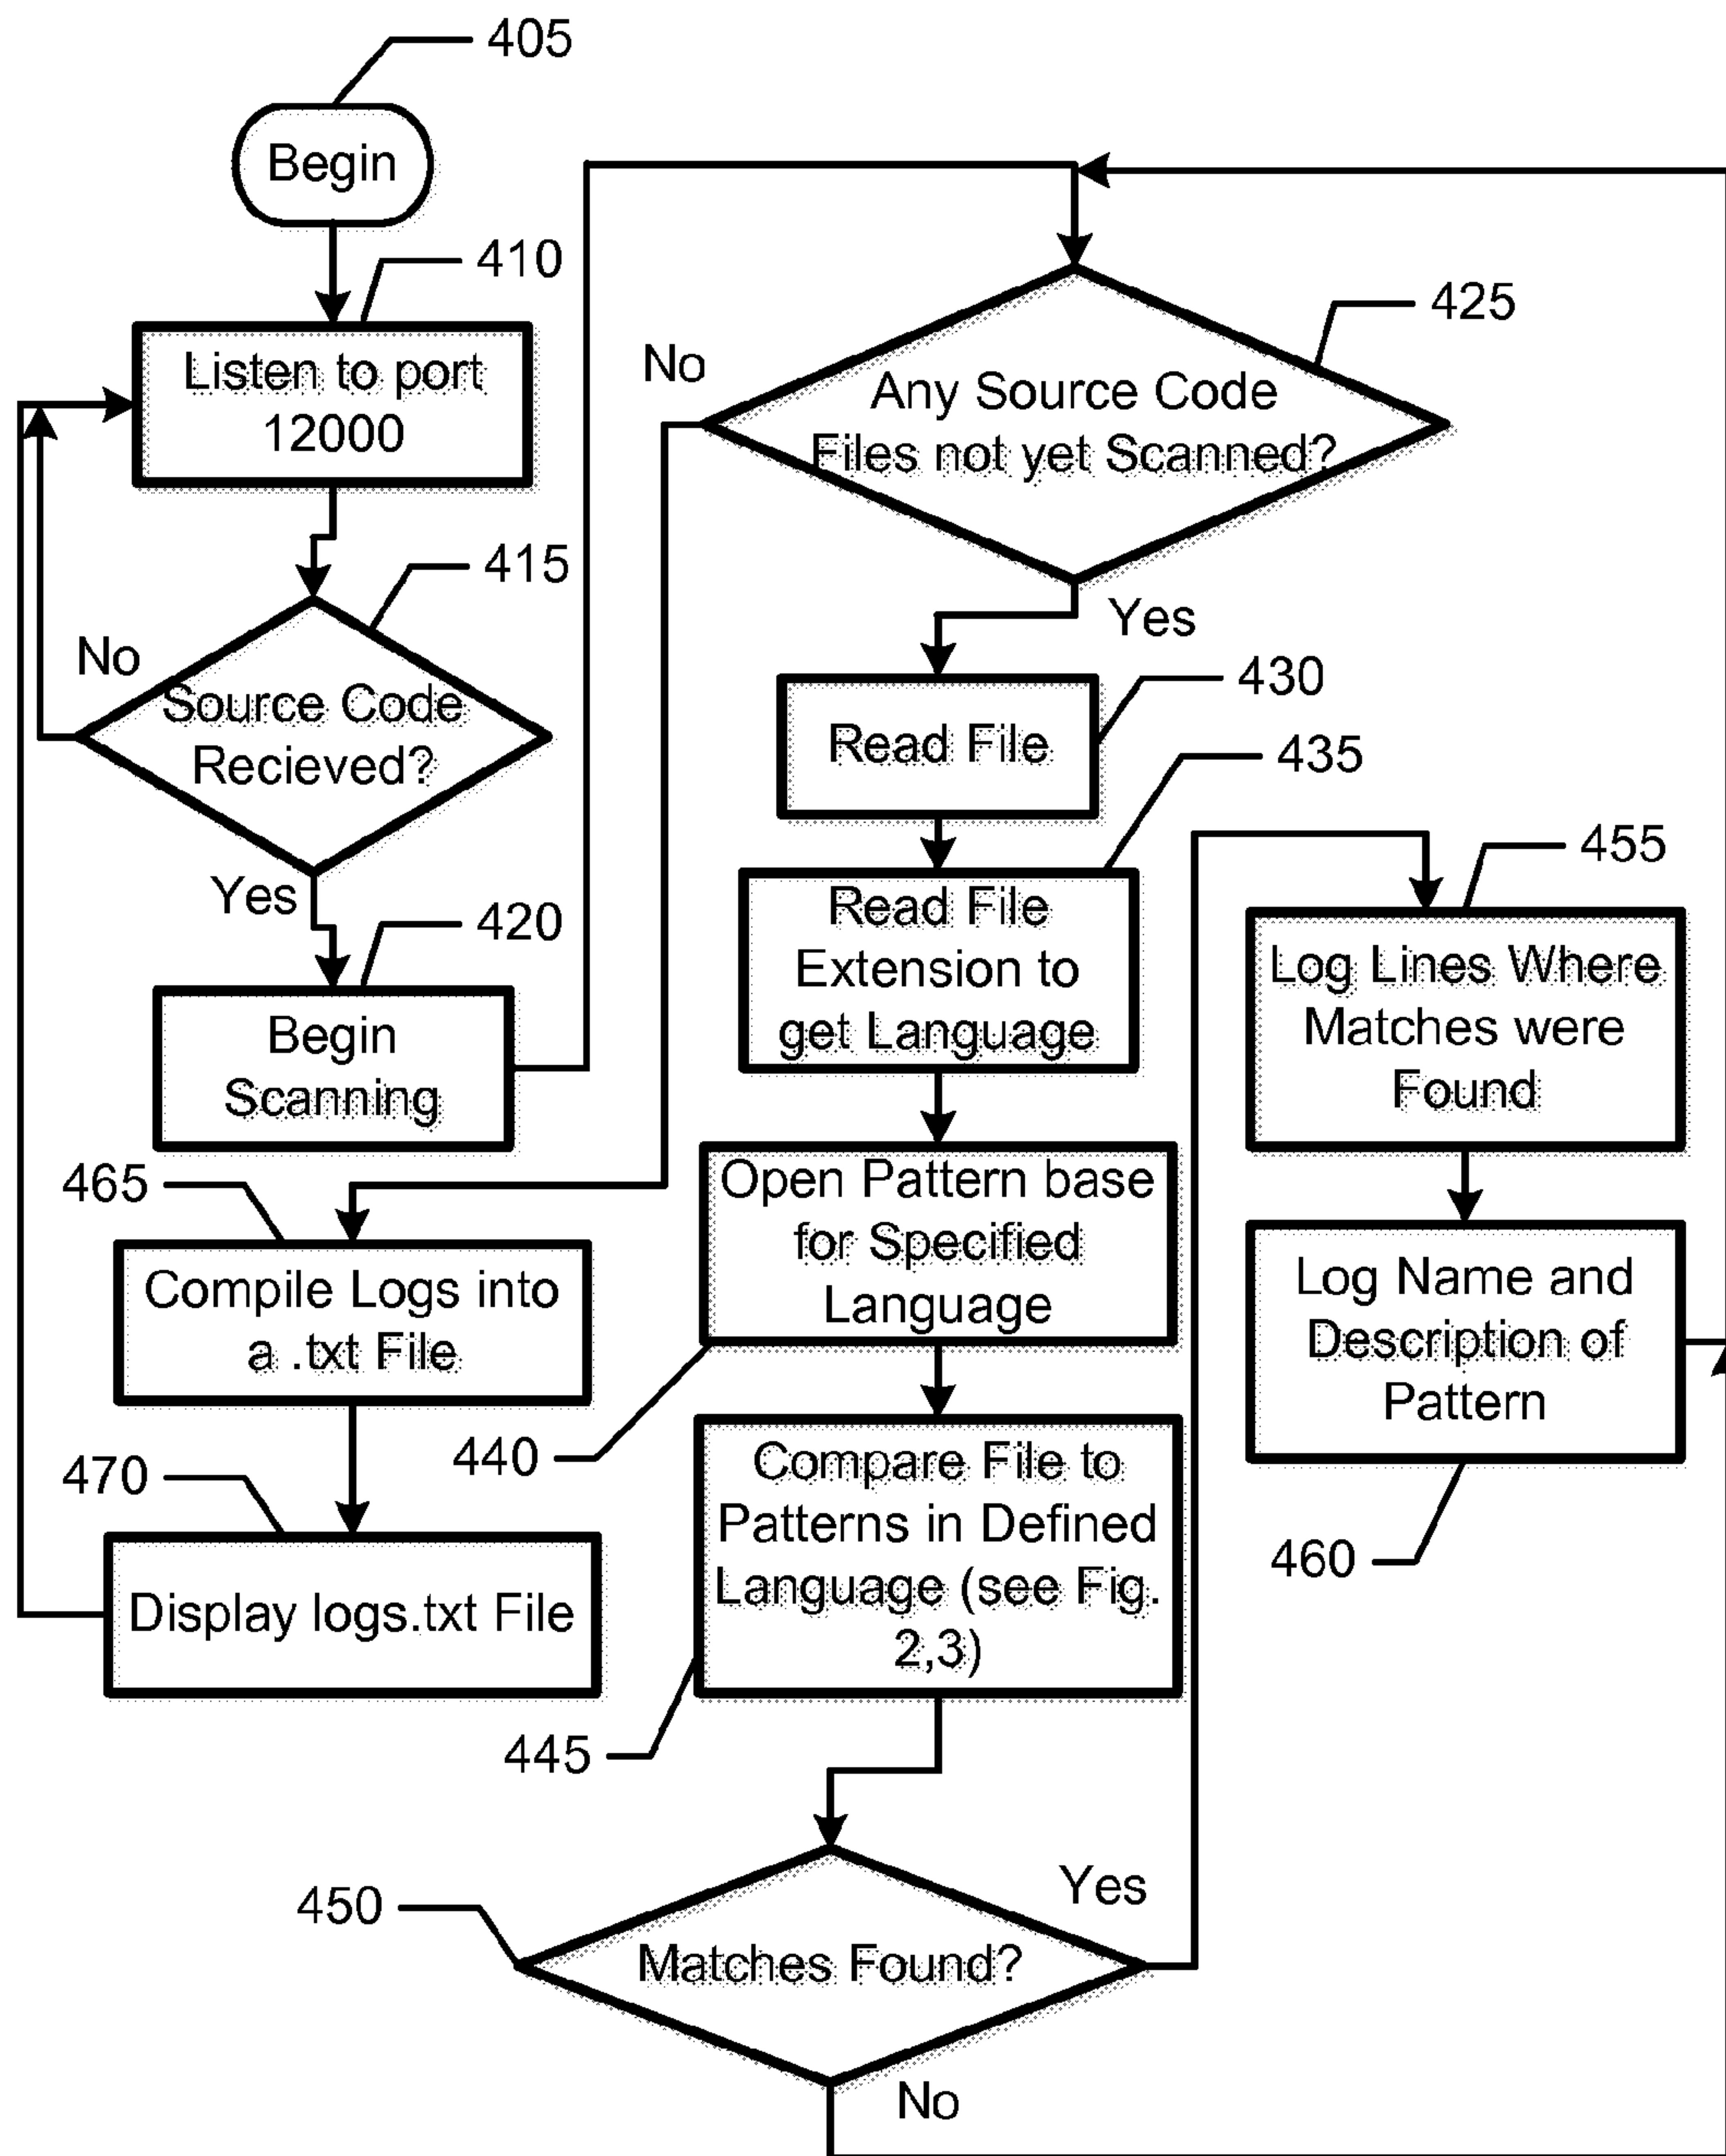 405
Begin
410
Listen to port
12000
415
No
Source Code
Recieved?
Yes
420
Begin
Scanning
425
No
Any Source Code
Files not yet Scanned?
Yes
430
Read File
435
Read File
Extension to
get Language
440
Open Pattern base
for Specified
Language
445
Compare File to
Patterns in Defined
Language (see Fig.
2,3)
450
Matches Found?
Yes
No
455
Log Lines Where
Matches were
Found
460
Log Name and
Description of
Pattern
465
Compile Logs into
a .txt File
470
Display logs.txt File